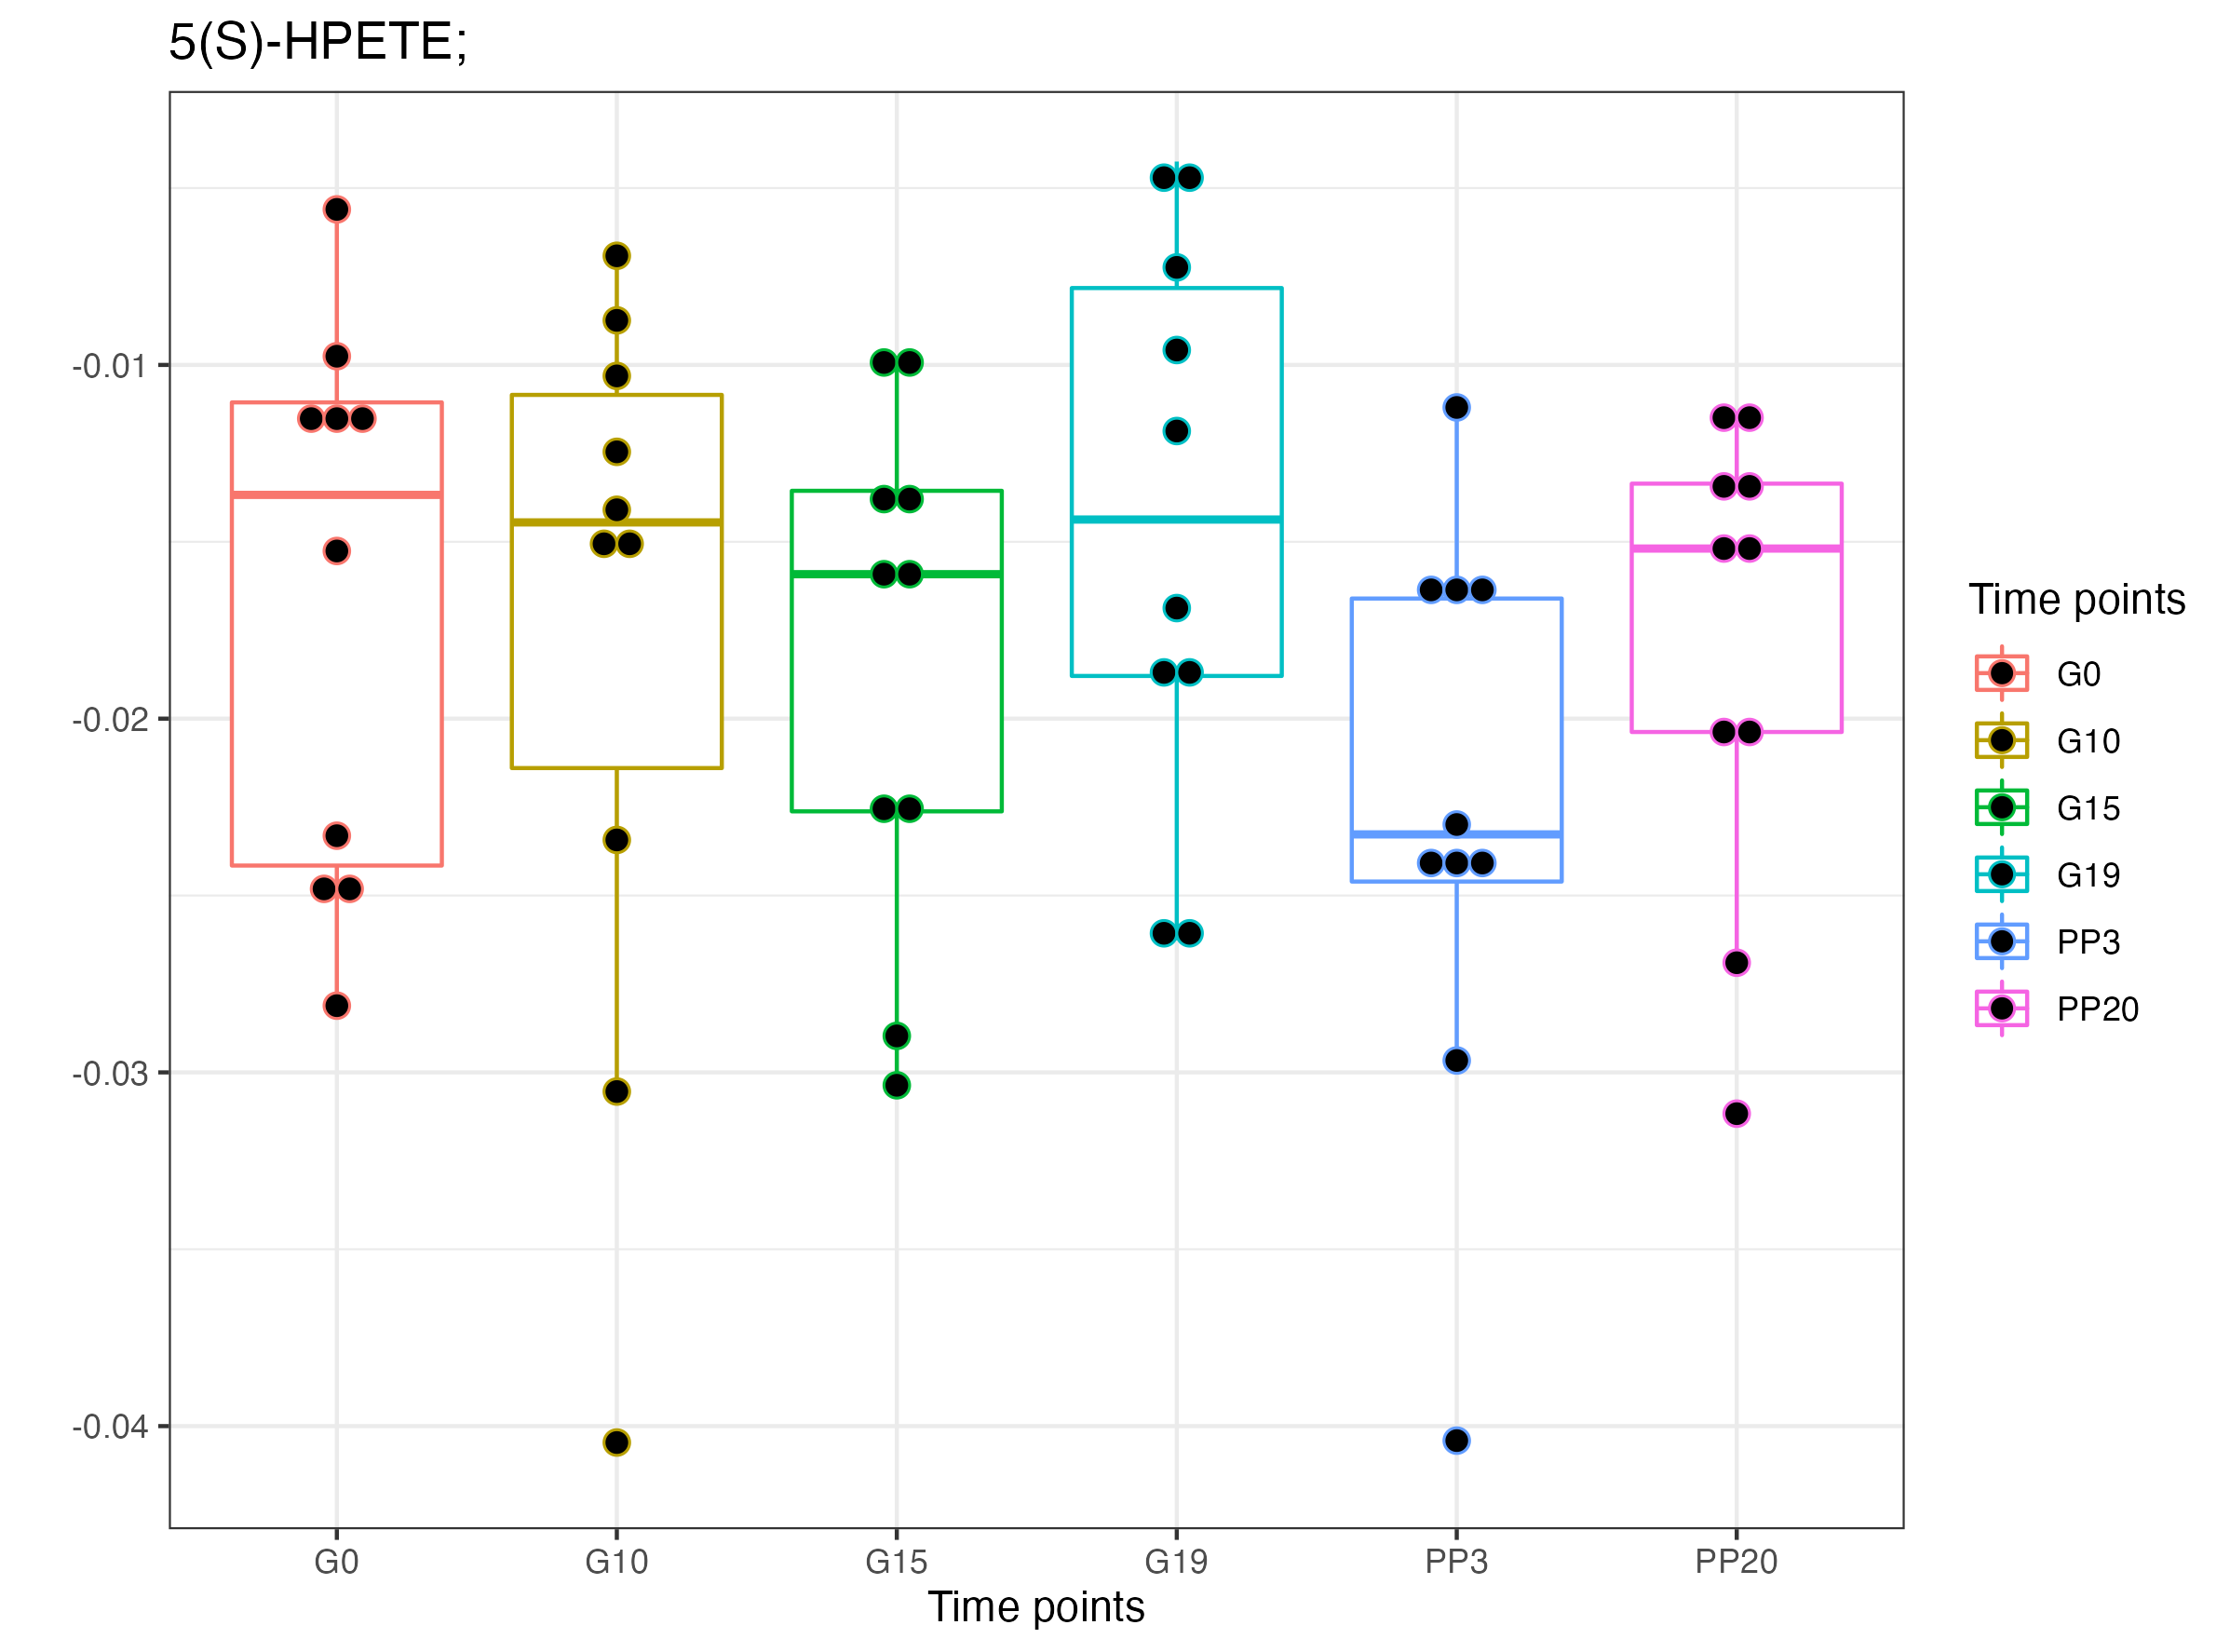 5(S)-HPETE;
-0.01
-0.02
-0.03
-0.04
G0
G10
G15
G19
PP3
PP20
Time points
Time points
G0
G10
G15
G19
PP3
PP20